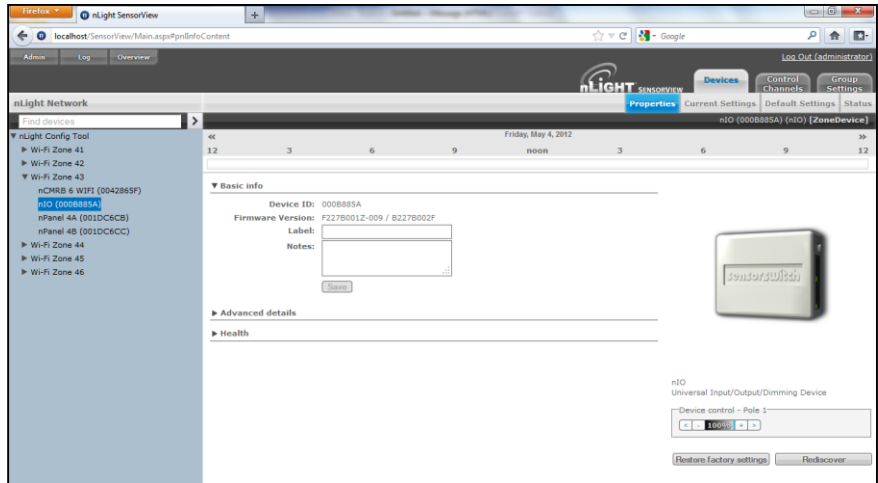 Firefox
nLight SensorView
+
localhost/SensorView/Main.aspx#pnlInfoContent
Google
Admin Log Overview
Log Out (administrator)
nLIGHT SENSORVIEW
Devices
Control Channels
Group Settings
nLight Network
Properties Current Settings Default Settings Status
Find devices
nIO (000B885A) (nIO) [ZoneDevice]
nLight Config Tool
Wi-Fi Zone 41
Wi-Fi Zone 42
Wi-Fi Zone 43
nCMRB 6 WIFI (0042865F)
nIO (000B885A)
nPanel 4A (001DC6CB)
nPanel 4B (001DC6CC)
Wi-Fi Zone 44
Wi-Fi Zone 45
Wi-Fi Zone 46
« Friday, May 4, 2012 »
12 3 6 9 noon 3 6 9 12
Basic info
Device ID: 000B885A
Firmware Version: F227B001Z-009 / B227B002F
Label:
Notes:
Save
Advanced details
Health
sensorswitch
nIO
Universal Input/Output/Dimming Device
Device control - Pole 1
< - 100% + >
Restore factory settings Rediscover